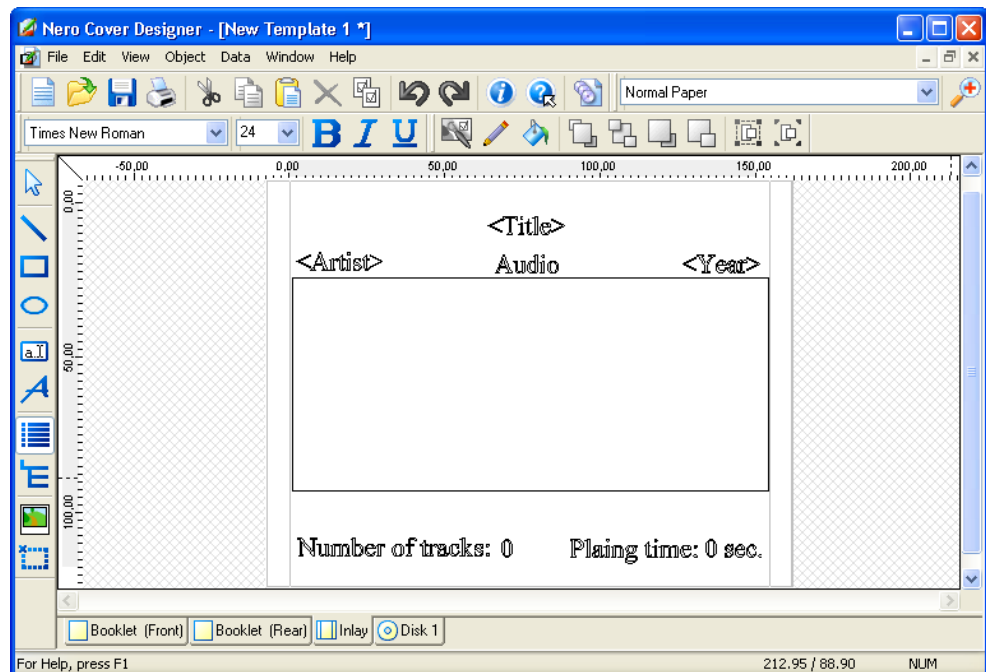 Nero Cover Designer - [New Template 1 *]
File Edit View Object Data Window Help
Normal Paper
Times New Roman 24 B I U
-50,00 0,00 50,00 100,00 150,00 200,00
0,00
<Title>
<Artist> Audio <Year>
a.I
50,00
A
100,00
Number of tracks: 0 Plaing time: 0 sec.
Booklet (Front) Booklet (Rear) Inlay Disk 1
For Help, press F1 212.95 / 88.90 NUM